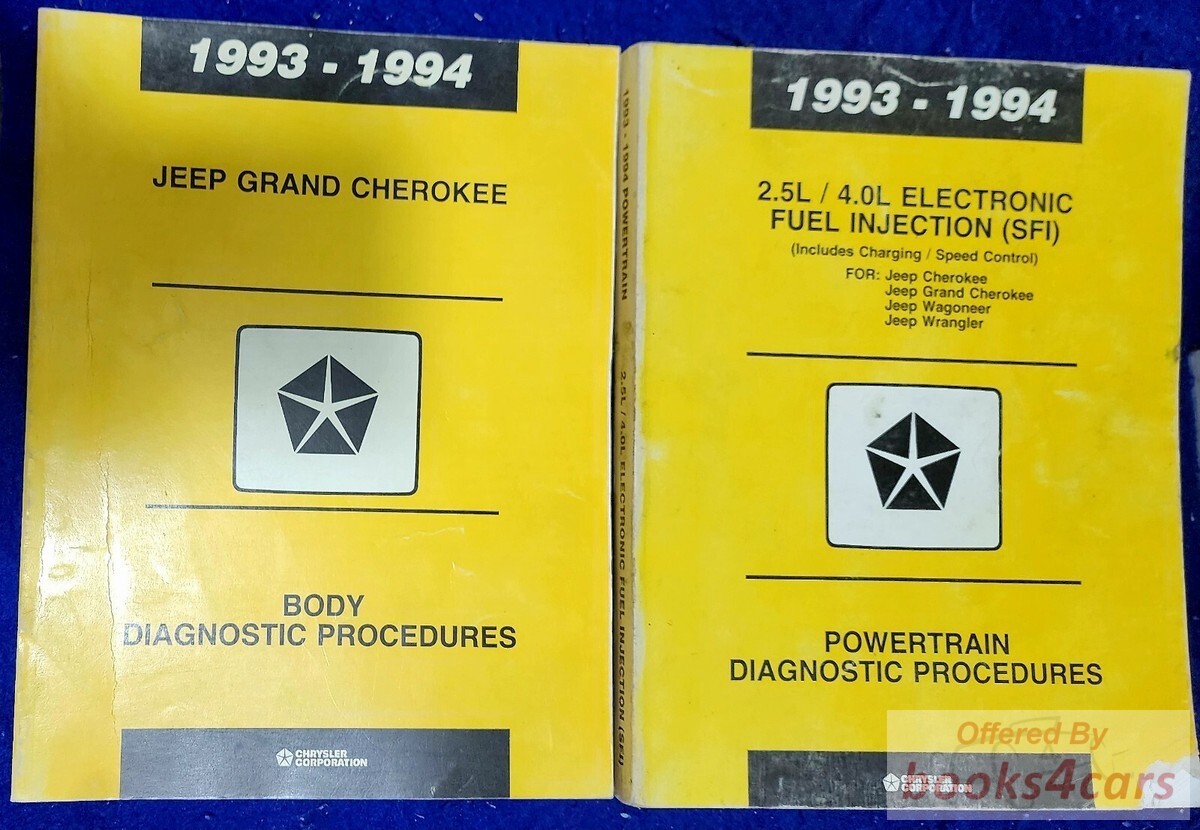 1993 - 1994
JEEP GRAND CHEROKEE
BODY
DIAGNOSTIC PROCEDURES
CHRYSLER
CORPORATION
1993 - 1994 POWERTRAIN 2.5L / 4.0L ELECTRONIC FUEL INJECTION (SFI)
1993 - 1994
2.5L / 4.0L ELECTRONIC
FUEL INJECTION (SFI)
(Includes Charging / Speed Control)
FOR: Jeep Cherokee
Jeep Grand Cherokee
Jeep Wagoneer
Jeep Wrangler
POWERTRAIN
DIAGNOSTIC PROCEDURES
CHRYSLER
CORPORATION
Offered By
books4cars